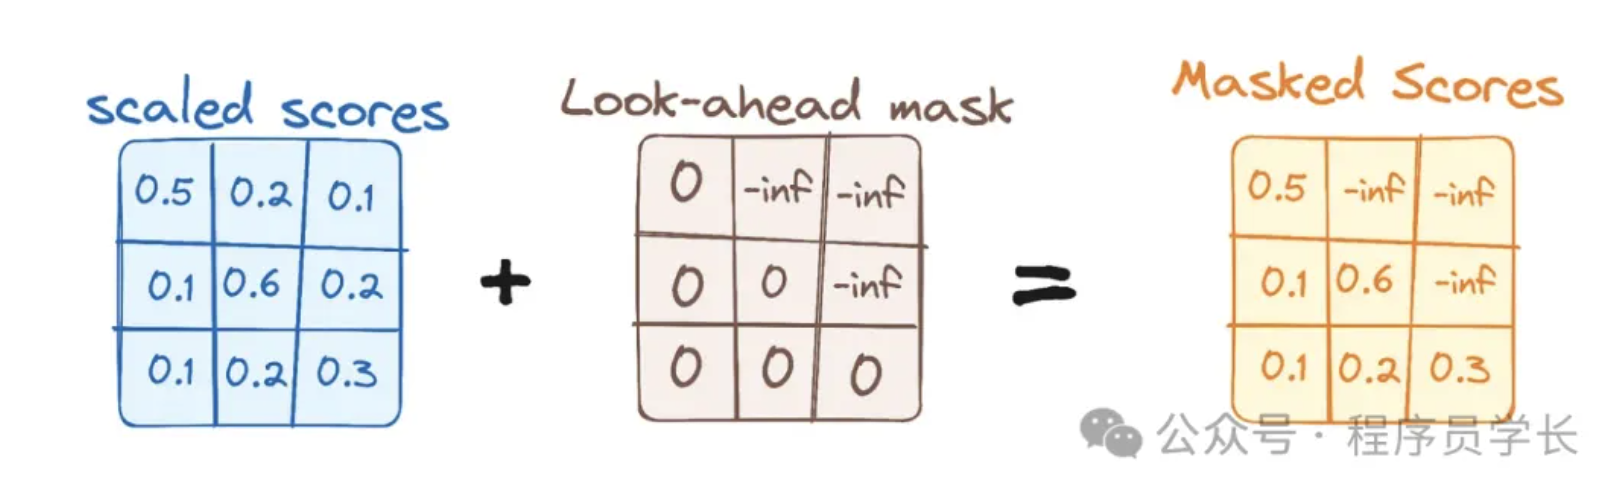 scaled scores
0.5 0.2 0.1
0.1 0.6 0.2
0.1 0.2 0.3
+
Look-ahead mask
0 -inf -inf
0 0 -inf
0 0 0
=
Masked Scores
0.5 -inf -inf
0.1 0.6 -inf
0.1 0.2 0.3
公众号 · 程序员学长